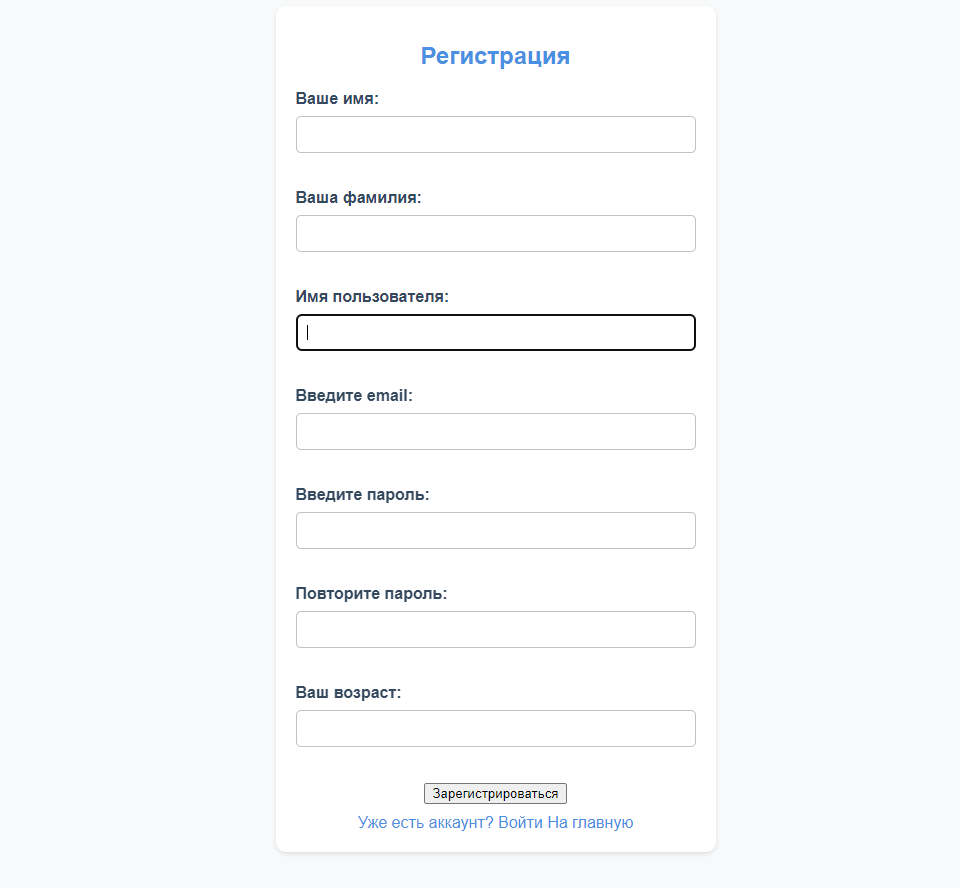 Регистрация
Ваше имя:
Ваша фамилия:
Имя пользователя:
Введите email:
Введите пароль:
Повторите пароль:
Ваш возраст:
Зарегистрироваться
Уже есть аккаунт? Войти На главную